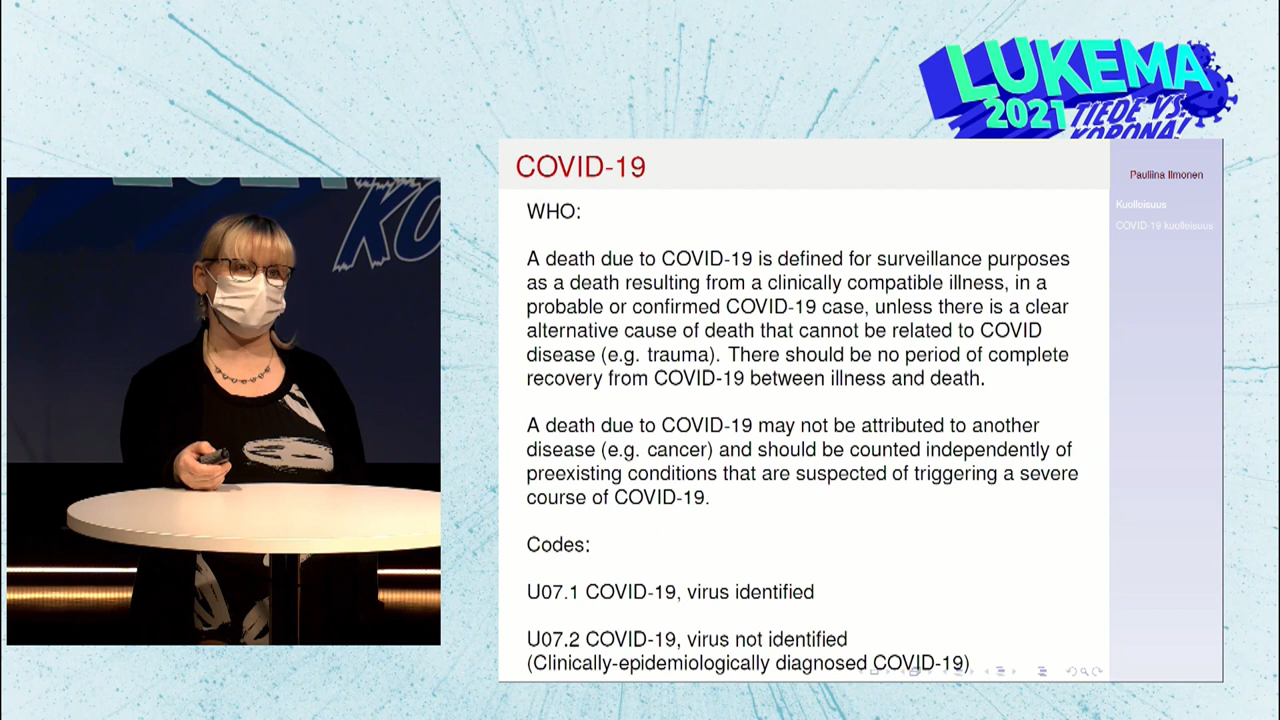 LUKEMA
2021 TIEDE VS.
KORONA!
KO
COVID-19
Pauliina Ilmonen
Kuolleisuus
COVID-19 kuolleisuus
WHO:
A death due to COVID-19 is defined for surveillance purposes
as a death resulting from a clinically compatible illness, in a
probable or confirmed COVID-19 case, unless there is a clear
alternative cause of death that cannot be related to COVID
disease (e.g. trauma). There should be no period of complete
recovery from COVID-19 between illness and death.
A death due to COVID-19 may not be attributed to another
disease (e.g. cancer) and should be counted independently of
preexisting conditions that are suspected of triggering a severe
course of COVID-19.
Codes:
U07.1 COVID-19, virus identified
U07.2 COVID-19, virus not identified
(Clinically-epidemiologically diagnosed COVID-19)